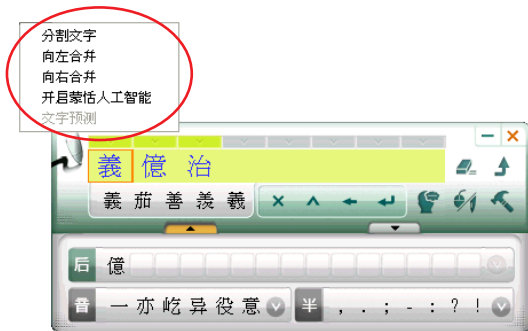 分割文字
向左合并
向右合并
开启蒙恬人工智能
文字预测
義 億 治
義 茄 善 羨 羲
后 億
音 一 亦 屹 异 役 意 半 , . ; - : ? !